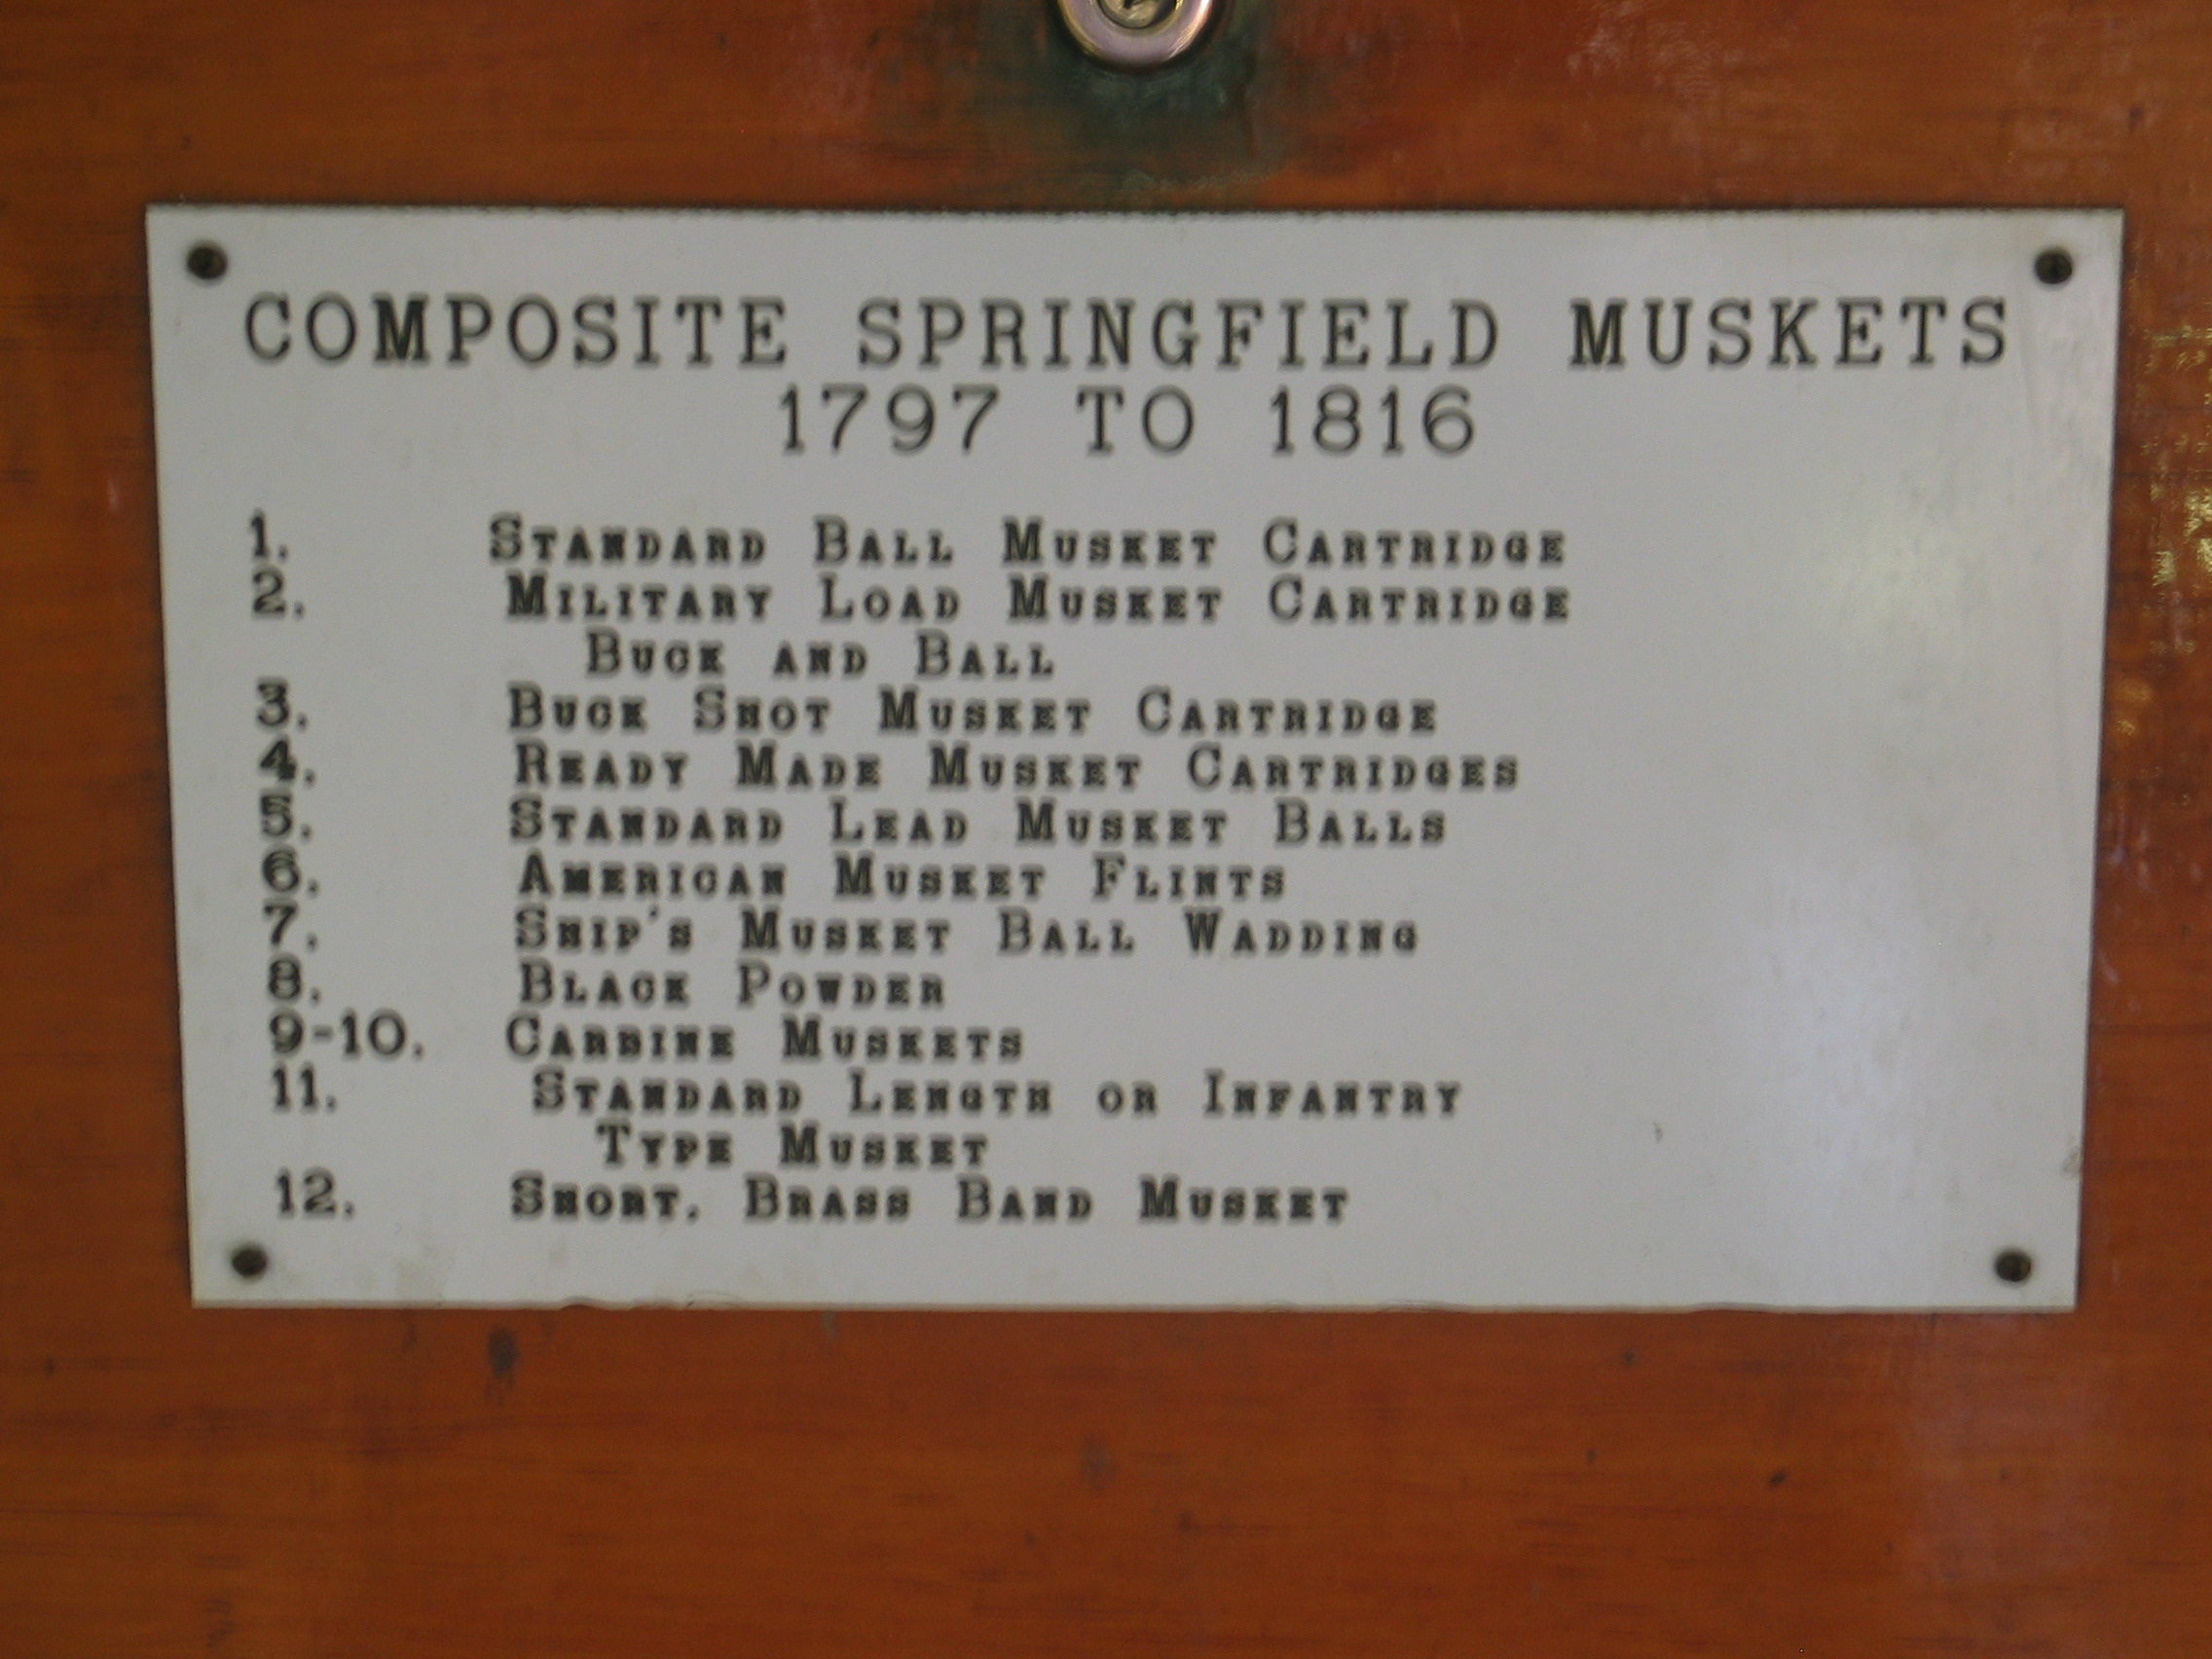 COMPOSITE SPRINGFIELD MUSKETS
1797 TO 1816
1. STANDARD BALL MUSKET CARTRIDGE
2. MILITARY LOAD MUSKET CARTRIDGE
BUCK AND BALL
3. BUCK SHOT MUSKET CARTRIDGE
4. READY MADE MUSKET CARTRIDGES
5. STANDARD LEAD MUSKET BALLS
6. AMERICAN MUSKET FLINTS
7. SHIP'S MUSKET BALL WADDING
8. BLACK POWDER
9-10. CARBINE MUSKETS
11. STANDARD LENGTH OR INFANTRY
TYPE MUSKET
12. SHORT, BRASS BAND MUSKET